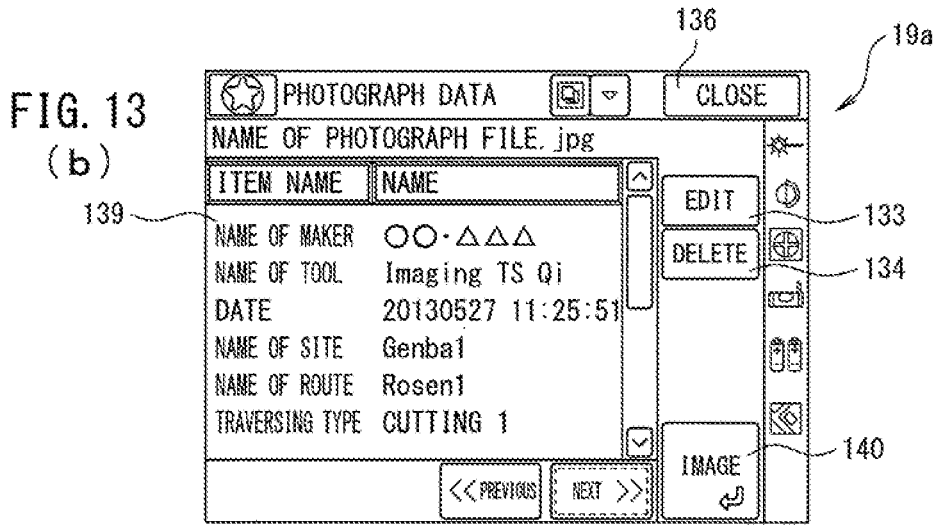 136
19a
FIG. 13
(b)
PHOTOGRAPH DATA
CLOSE
NAME OF PHOTOGRAPH FILE. jpg
ITEM NAME NAME
EDIT
133
139
NAME OF MAKER ○○・△△△
DELETE
134
NAME OF TOOL Imaging TS Qi
DATE 20130527 11:25:51
NAME OF SITE Genba1
NAME OF ROUTE Rosen1
TRAVERSING TYPE CUTTING 1
IMAGE
140
<<PREVIOUS NEXT >>